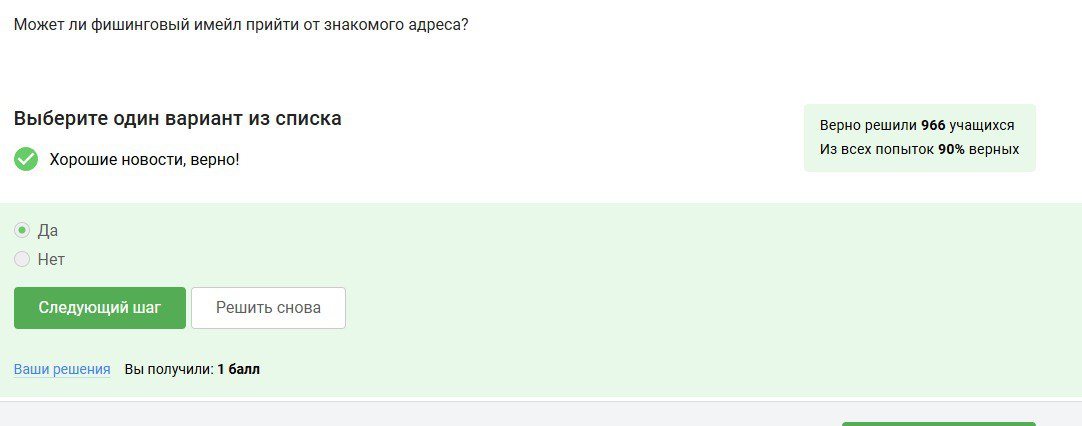 Может ли фишинговый имейл прийти от знакомого адреса?
Выберите один вариант из списка
Хорошие новости, верно!
Верно решили 966 учащихся
Из всех попыток 90% верных
Да
Нет
Следующий шаг
Решить снова
Ваши решения Вы получили: 1 балл